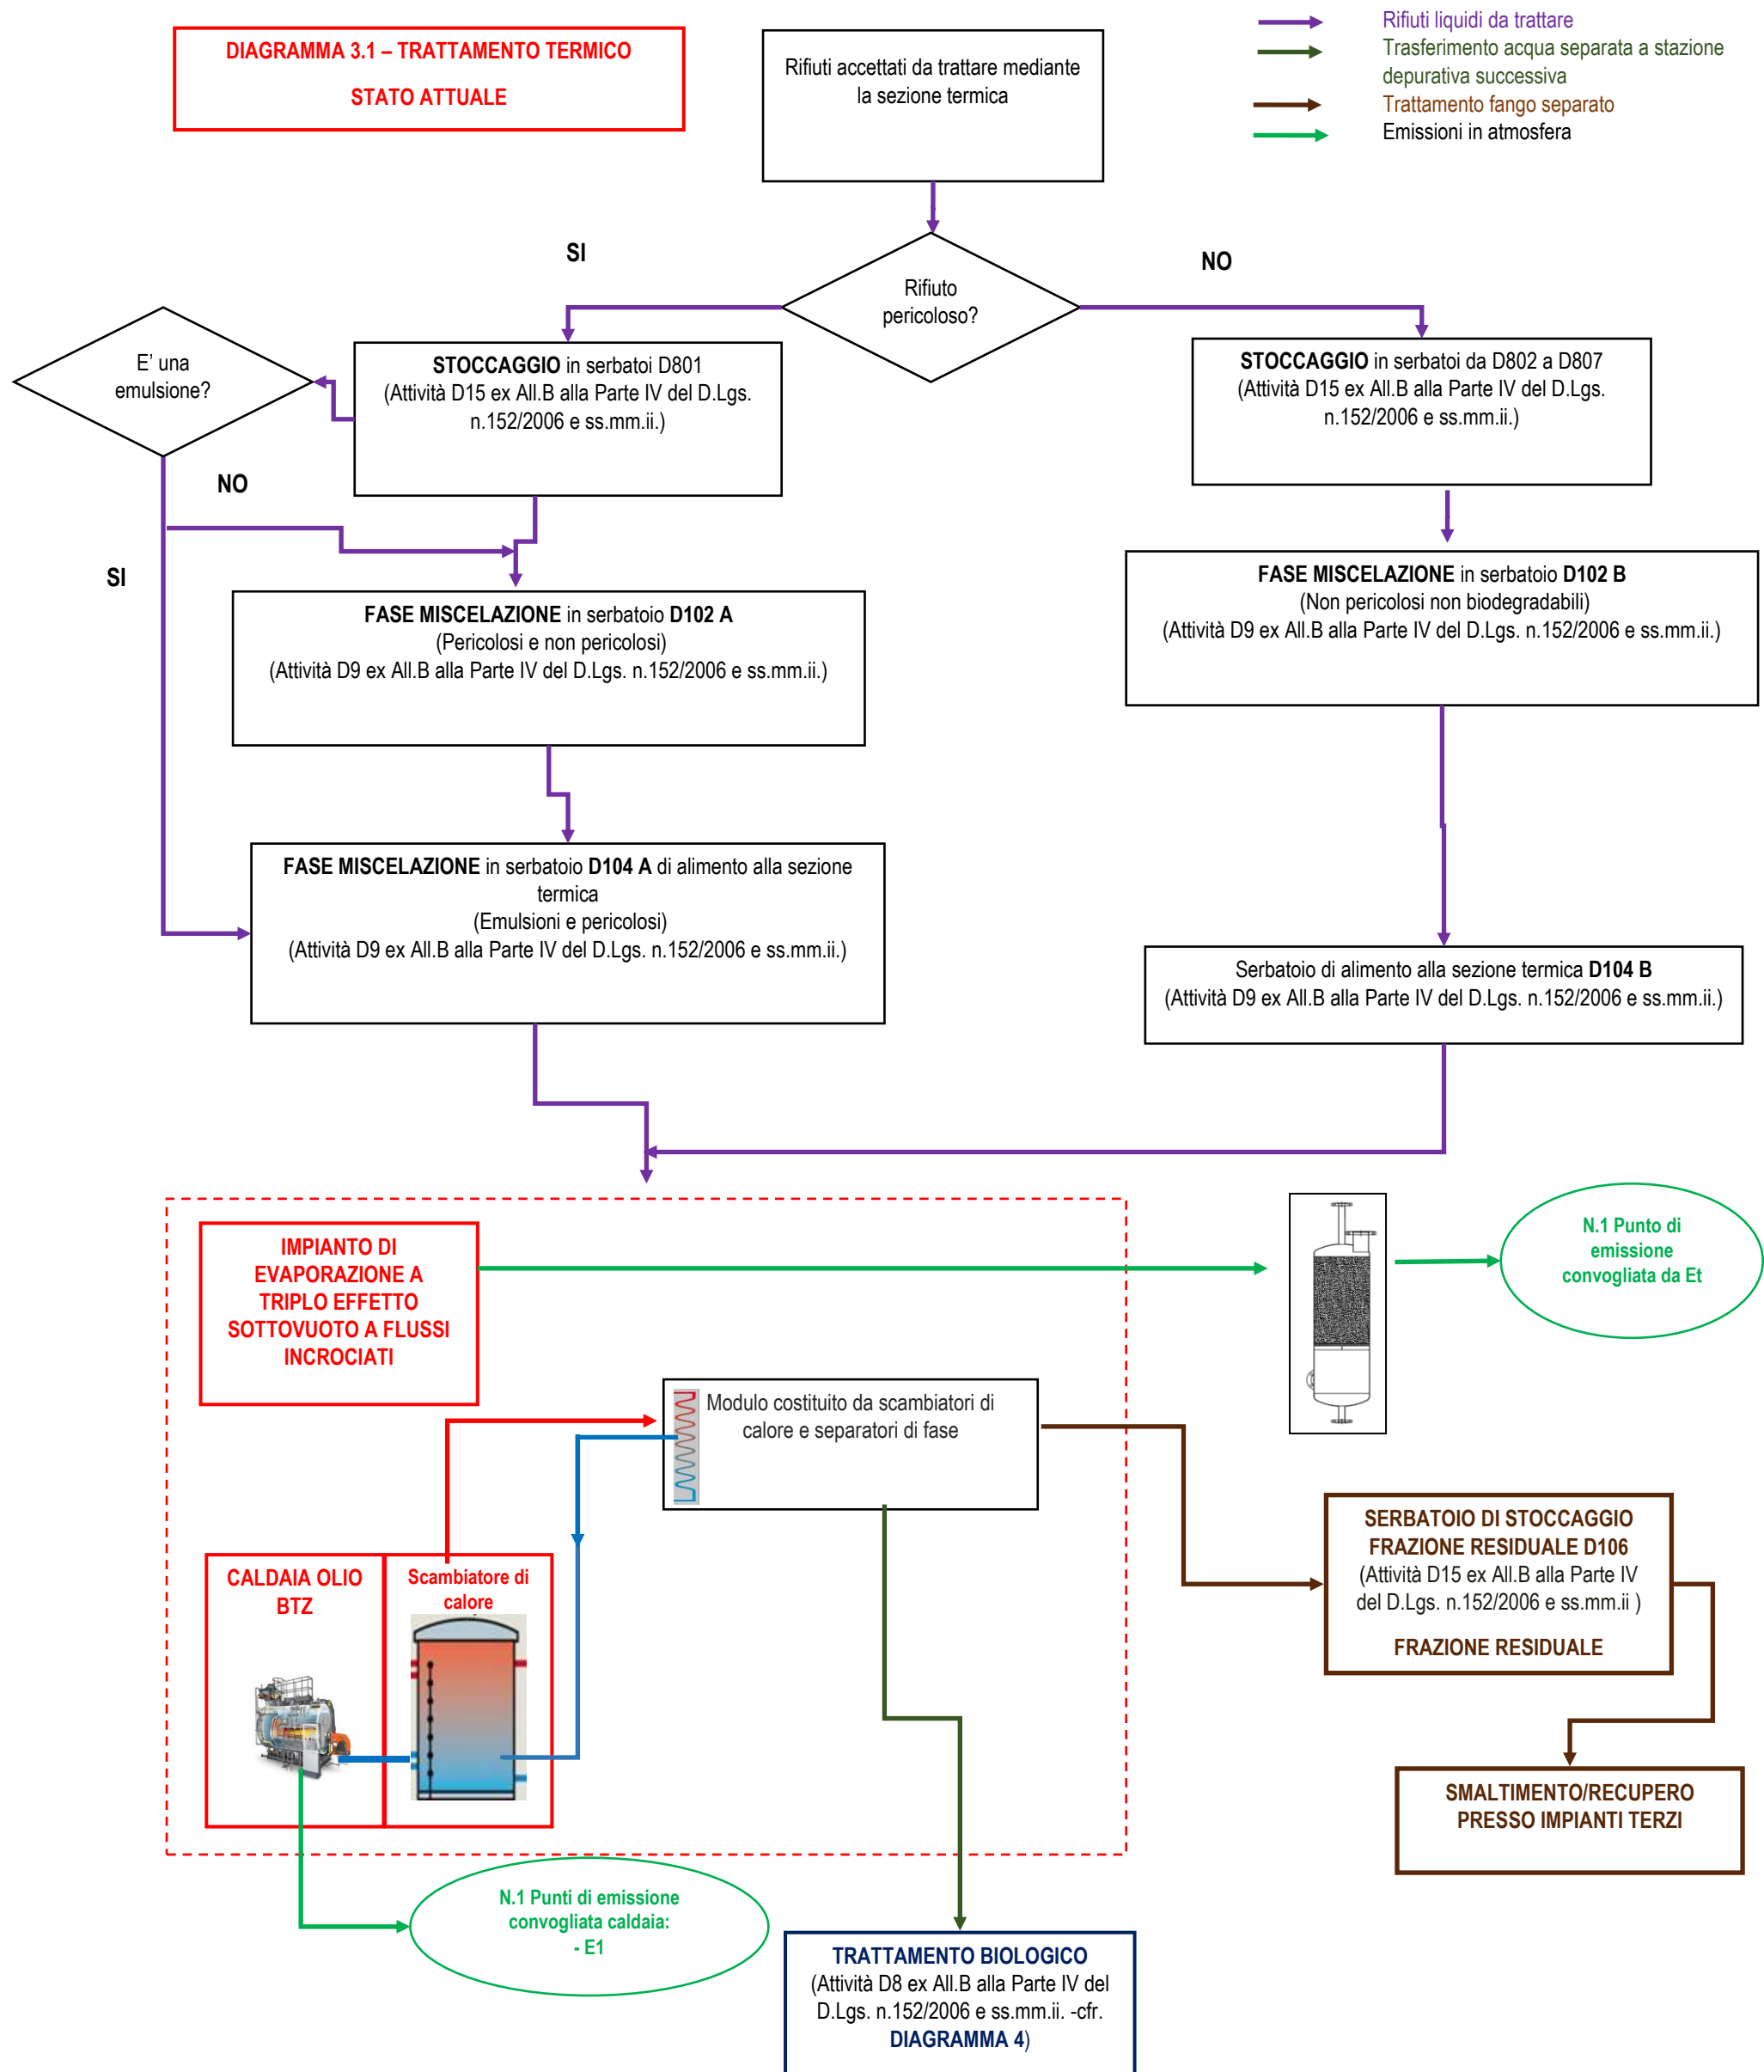 DIAGRAMMA 3.1 – TRATTAMENTO TERMICO
STATO ATTUALE
Rifiuti accettati da trattare mediante
la sezione termica
Rifiuti liquidi da trattare
Trasferimento acqua separata a stazione
depurativa successiva
Trattamento fango separato
Emissioni in atmosfera
SI
NO
Rifiuto
pericoloso?
E' una
emulsione?
STOCCAGGIO in serbatoi D801
(Attività D15 ex All.B alla Parte IV del D.Lgs.
n.152/2006 e ss.mm.ii.)
STOCCAGGIO in serbatoi da D802 a D807
(Attività D15 ex All.B alla Parte IV del D.Lgs.
n.152/2006 e ss.mm.ii.)
NO
SI
FASE MISCELAZIONE in serbatoio D102 A
(Pericolosi e non pericolosi)
(Attività D9 ex All.B alla Parte IV del D.Lgs. n.152/2006 e ss.mm.ii.)
FASE MISCELAZIONE in serbatoio D102 B
(Non pericolosi non biodegradabili)
(Attività D9 ex All.B alla Parte IV del D.Lgs. n.152/2006 e ss.mm.ii.)
FASE MISCELAZIONE in serbatoio D104 A di alimento alla sezione
termica
(Emulsioni e pericolosi)
(Attività D9 ex All.B alla Parte IV del D.Lgs. n.152/2006 e ss.mm.ii.)
Serbatoio di alimento alla sezione termica D104 B
(Attività D9 ex All.B alla Parte IV del D.Lgs. n.152/2006 e ss.mm.ii.)
IMPIANTO DI
EVAPORAZIONE A
TRIPLO EFFETTO
SOTTOVUOTO A FLUSSI
INCROCIATI
N.1 Punto di
emissione
convogliata da Et
Modulo costituito da scambiatori di
calore e separatori di fase
SERBATOIO DI STOCCAGGIO
FRAZIONE RESIDUALE D106
(Attività D15 ex All.B alla Parte IV
del D.Lgs. n.152/2006 e ss.mm.ii )
FRAZIONE RESIDUALE
CALDAIA OLIO
BTZ
Scambiatore di
calore
SMALTIMENTO/RECUPERO
PRESSO IMPIANTI TERZI
N.1 Punti di emissione
convogliata caldaia:
- E1
TRATTAMENTO BIOLOGICO
(Attività D8 ex All.B alla Parte IV del
D.Lgs. n.152/2006 e ss.mm.ii. -cfr.
DIAGRAMMA 4)